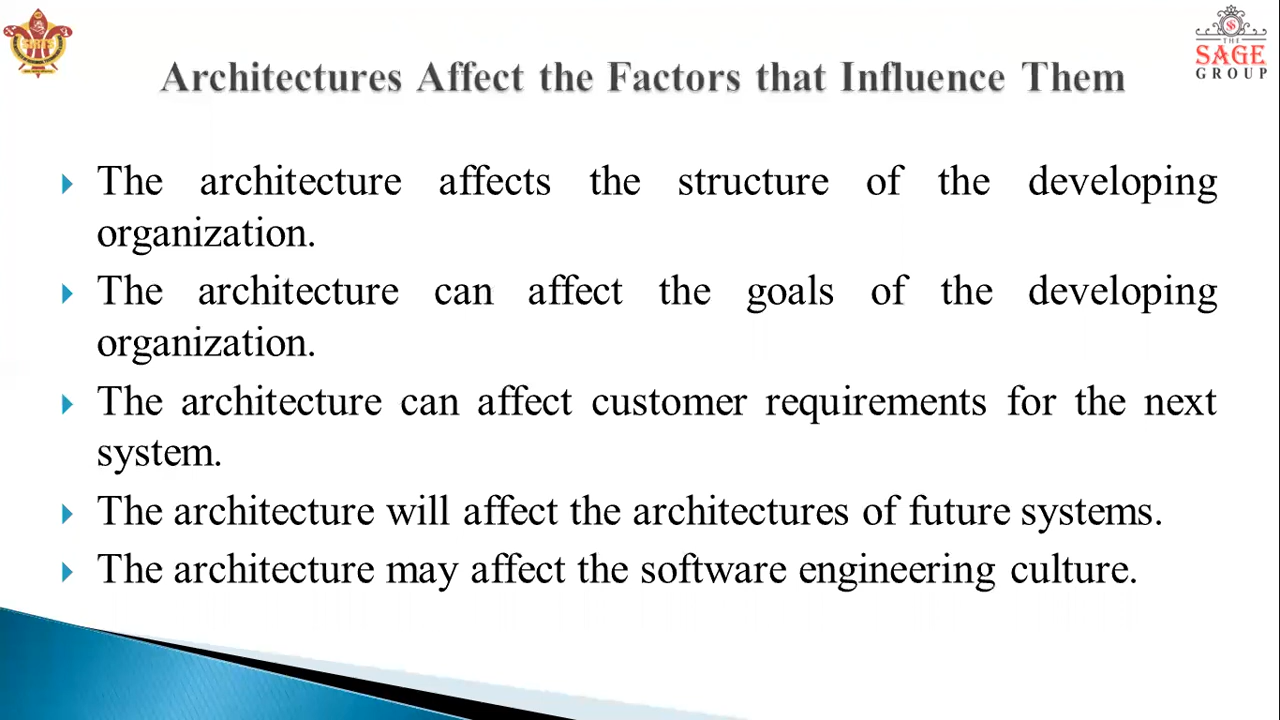 THE
SAGE
GROUP
Architectures Affect the Factors that Influence Them
The architecture affects the structure of the developing
organization.
The architecture can affect the goals of the developing
organization.
The architecture can affect customer requirements for the next
system.
The architecture will affect the architectures of future systems.
The architecture may affect the software engineering culture.